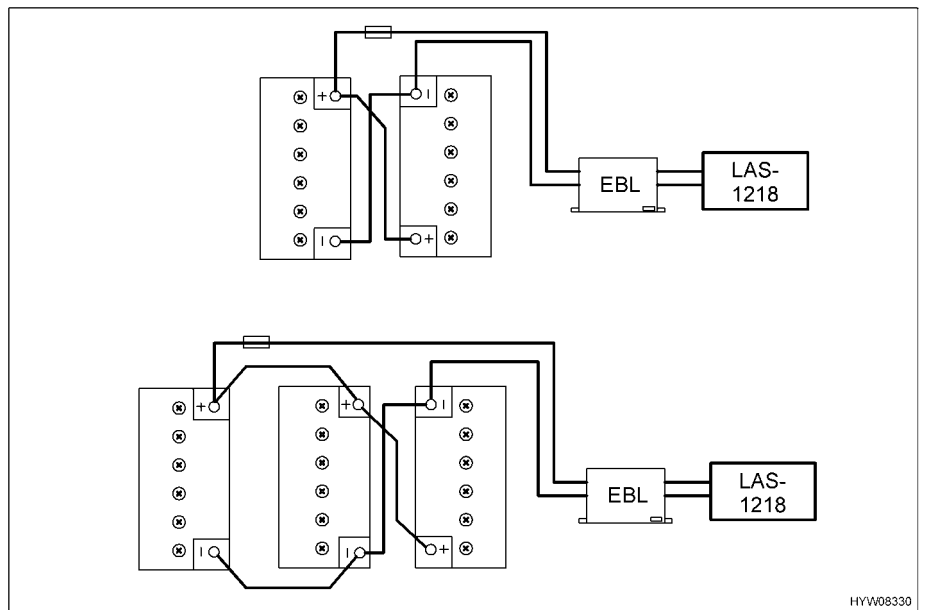 +
I
I
+
EBL
LAS-
1218
+
+
I
I
I
+
EBL
LAS-
1218
HYW08330